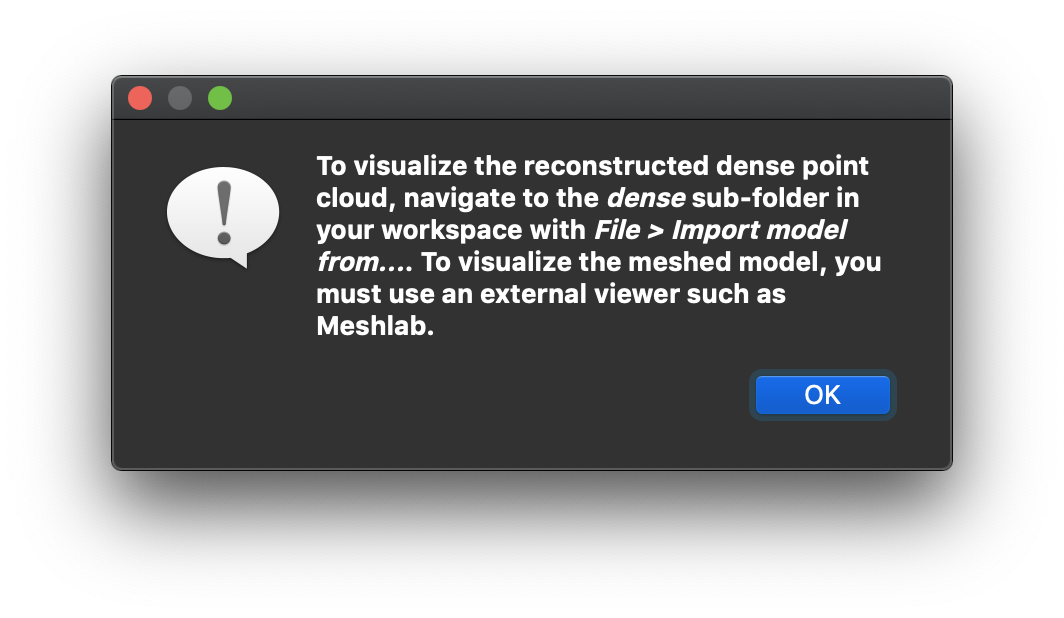 To visualize the reconstructed dense point
cloud, navigate to the dense sub-folder in
your workspace with File > Import model
from.... To visualize the meshed model, you
must use an external viewer such as
Meshlab.
OK